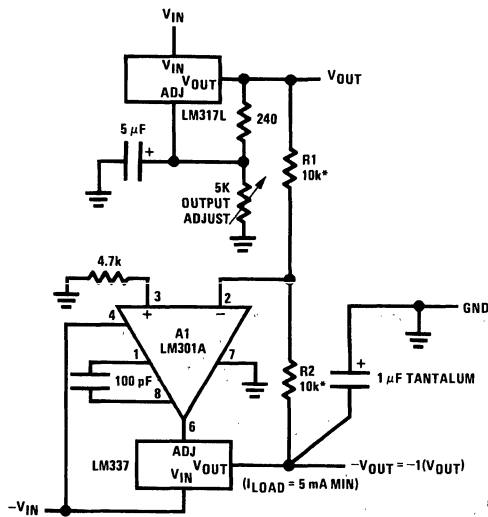 VIN
VIN
VOUT
VOUT
ADJ
LM317L
240
5 μF
+
R1
10k*
5K
OUTPUT
ADJUST
4.7k
3
2
+
−
4
A1
LM301A
1
7
GND
100 pF
8
R2
10k*
+
1 μF TANTALUM
6
ADJ
LM337
VOUT
VIN
−VOUT = −1(VOUT)
(ILOAD = 5 mA MIN)
−VIN